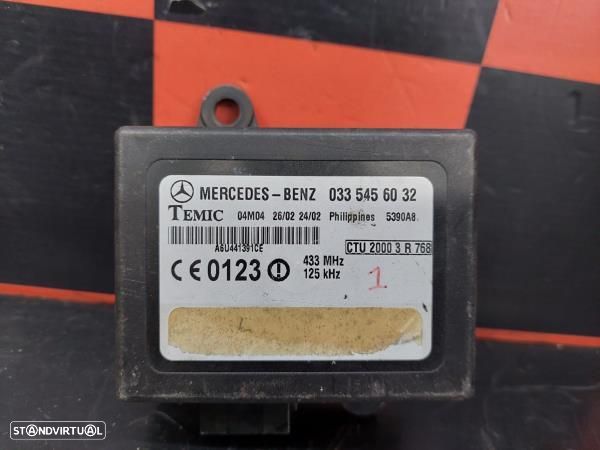 MERCEDES-BENZ 033 545 60 32
TEMIC 04M04 26/02 24/02 Philippines 5390A8
A6U441391CE
CTU 2000 3 R 768
CE 0123 433 MHz
125 kHz
1
STANDVIRTUAL